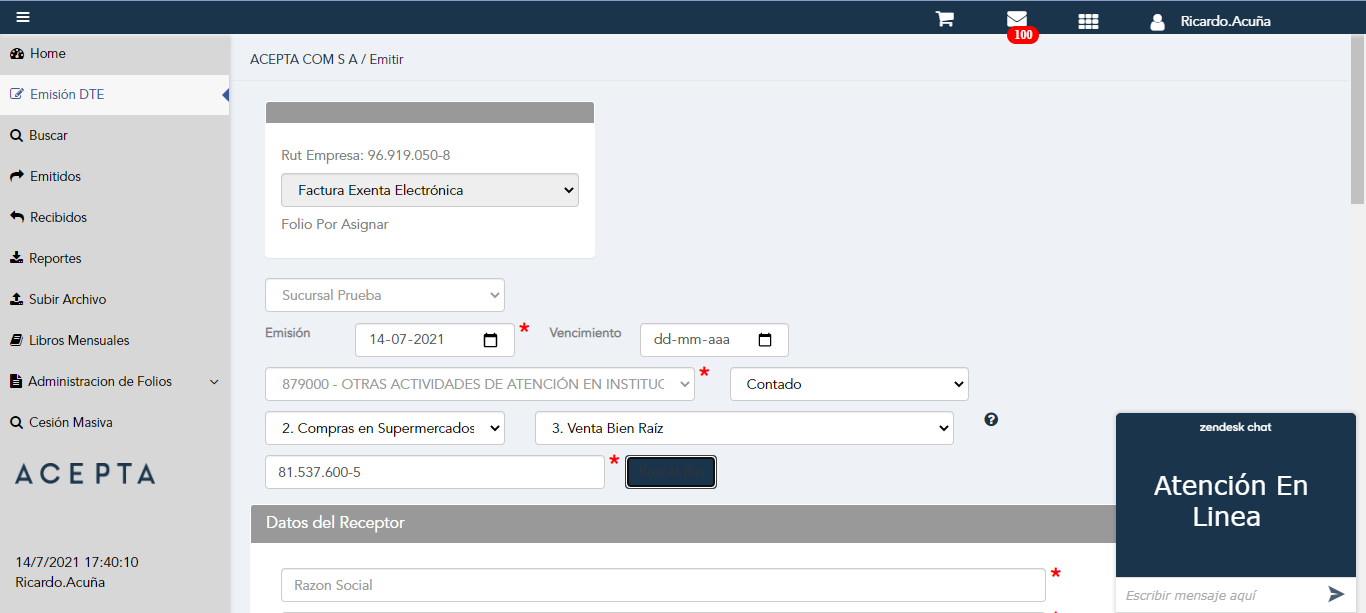 Ricardo.Acuña
100
Home
Emisión DTE
Buscar
Emitidos
Recibidos
Reportes
Subir Archivo
Libros Mensuales
Administracion de Folios
Cesión Masiva
ACEPTA
14/7/2021 17:40:10
Ricardo.Acuña
ACEPTA COM S A / Emitir
Rut Empresa: 96.919.050-8
Factura Exenta Electrónica
Folio Por Asignar
Sucursal Prueba
Emisión 14-07-2021 * Vencimiento dd-mm-aaa
879000 - OTRAS ACTIVIDADES DE ATENCIÓN EN INSTITUC * Contado
2. Compras en Supermercados 3. Venta Bien Raíz
81.537.600-5 *
Datos del Receptor
Razon Social *
zendesk chat
Atención En
Linea
Escribir mensaje aquí